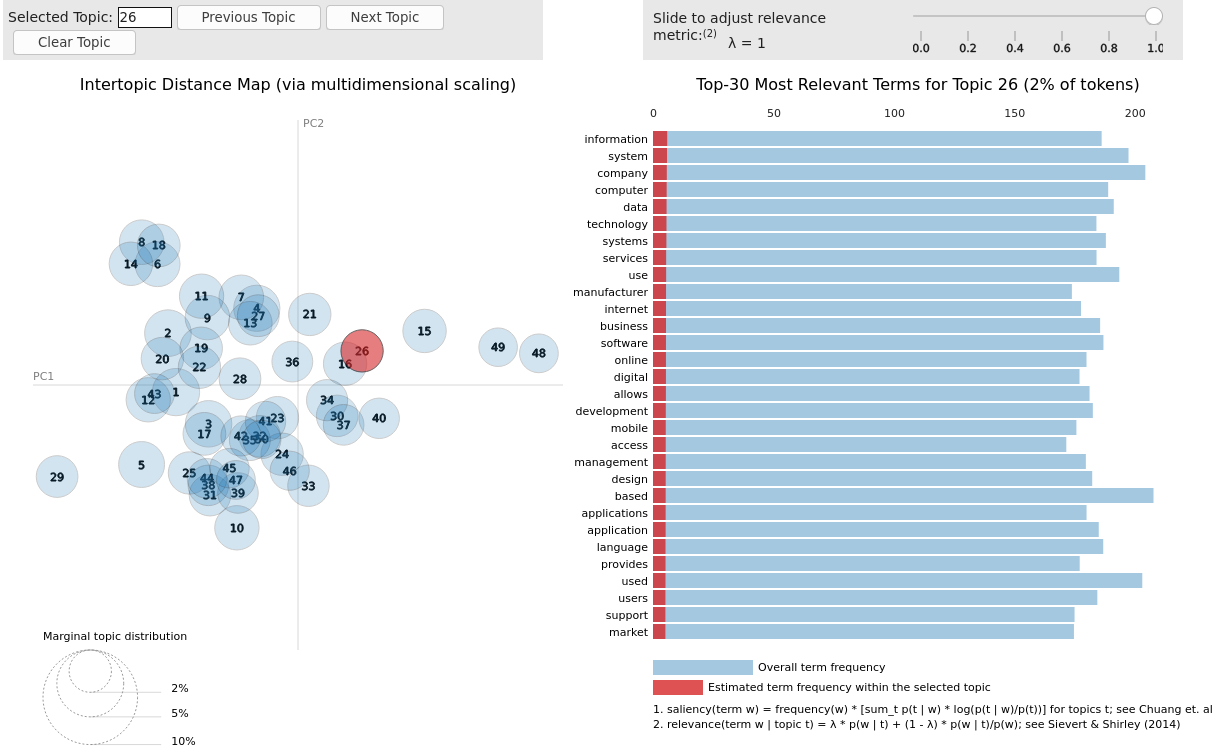 Selected Topic: 26 Previous Topic Next Topic
Clear Topic
Slide to adjust relevance
metric:(2) λ = 1
0.0 0.2 0.4 0.6 0.8 1.0
Intertopic Distance Map (via multidimensional scaling)
PC2
PC1
8
18
14
6
11
7
4
27
9
13
21
2
15
19
26
49
48
20
22
36
16
28
43
1
12
34
3
41
23
30
37
40
17
42
35
32
50
24
5
25
45
46
29
44
47
38
33
31
39
10
Marginal topic distribution
2%
5%
10%
Top-30 Most Relevant Terms for Topic 26 (2% of tokens)
0 50 100 150 200
information
system
company
computer
data
technology
systems
services
use
manufacturer
internet
business
software
online
digital
allows
development
mobile
access
management
design
based
applications
application
language
provides
used
users
support
market
Overall term frequency
Estimated term frequency within the selected topic
1. saliency(term w) = frequency(w) * [sum_t p(t | w) * log(p(t | w)/p(t))] for topics t; see Chuang et. al
2. relevance(term w | topic t) = λ * p(w | t) + (1 - λ) * p(w | t)/p(w); see Sievert & Shirley (2014)